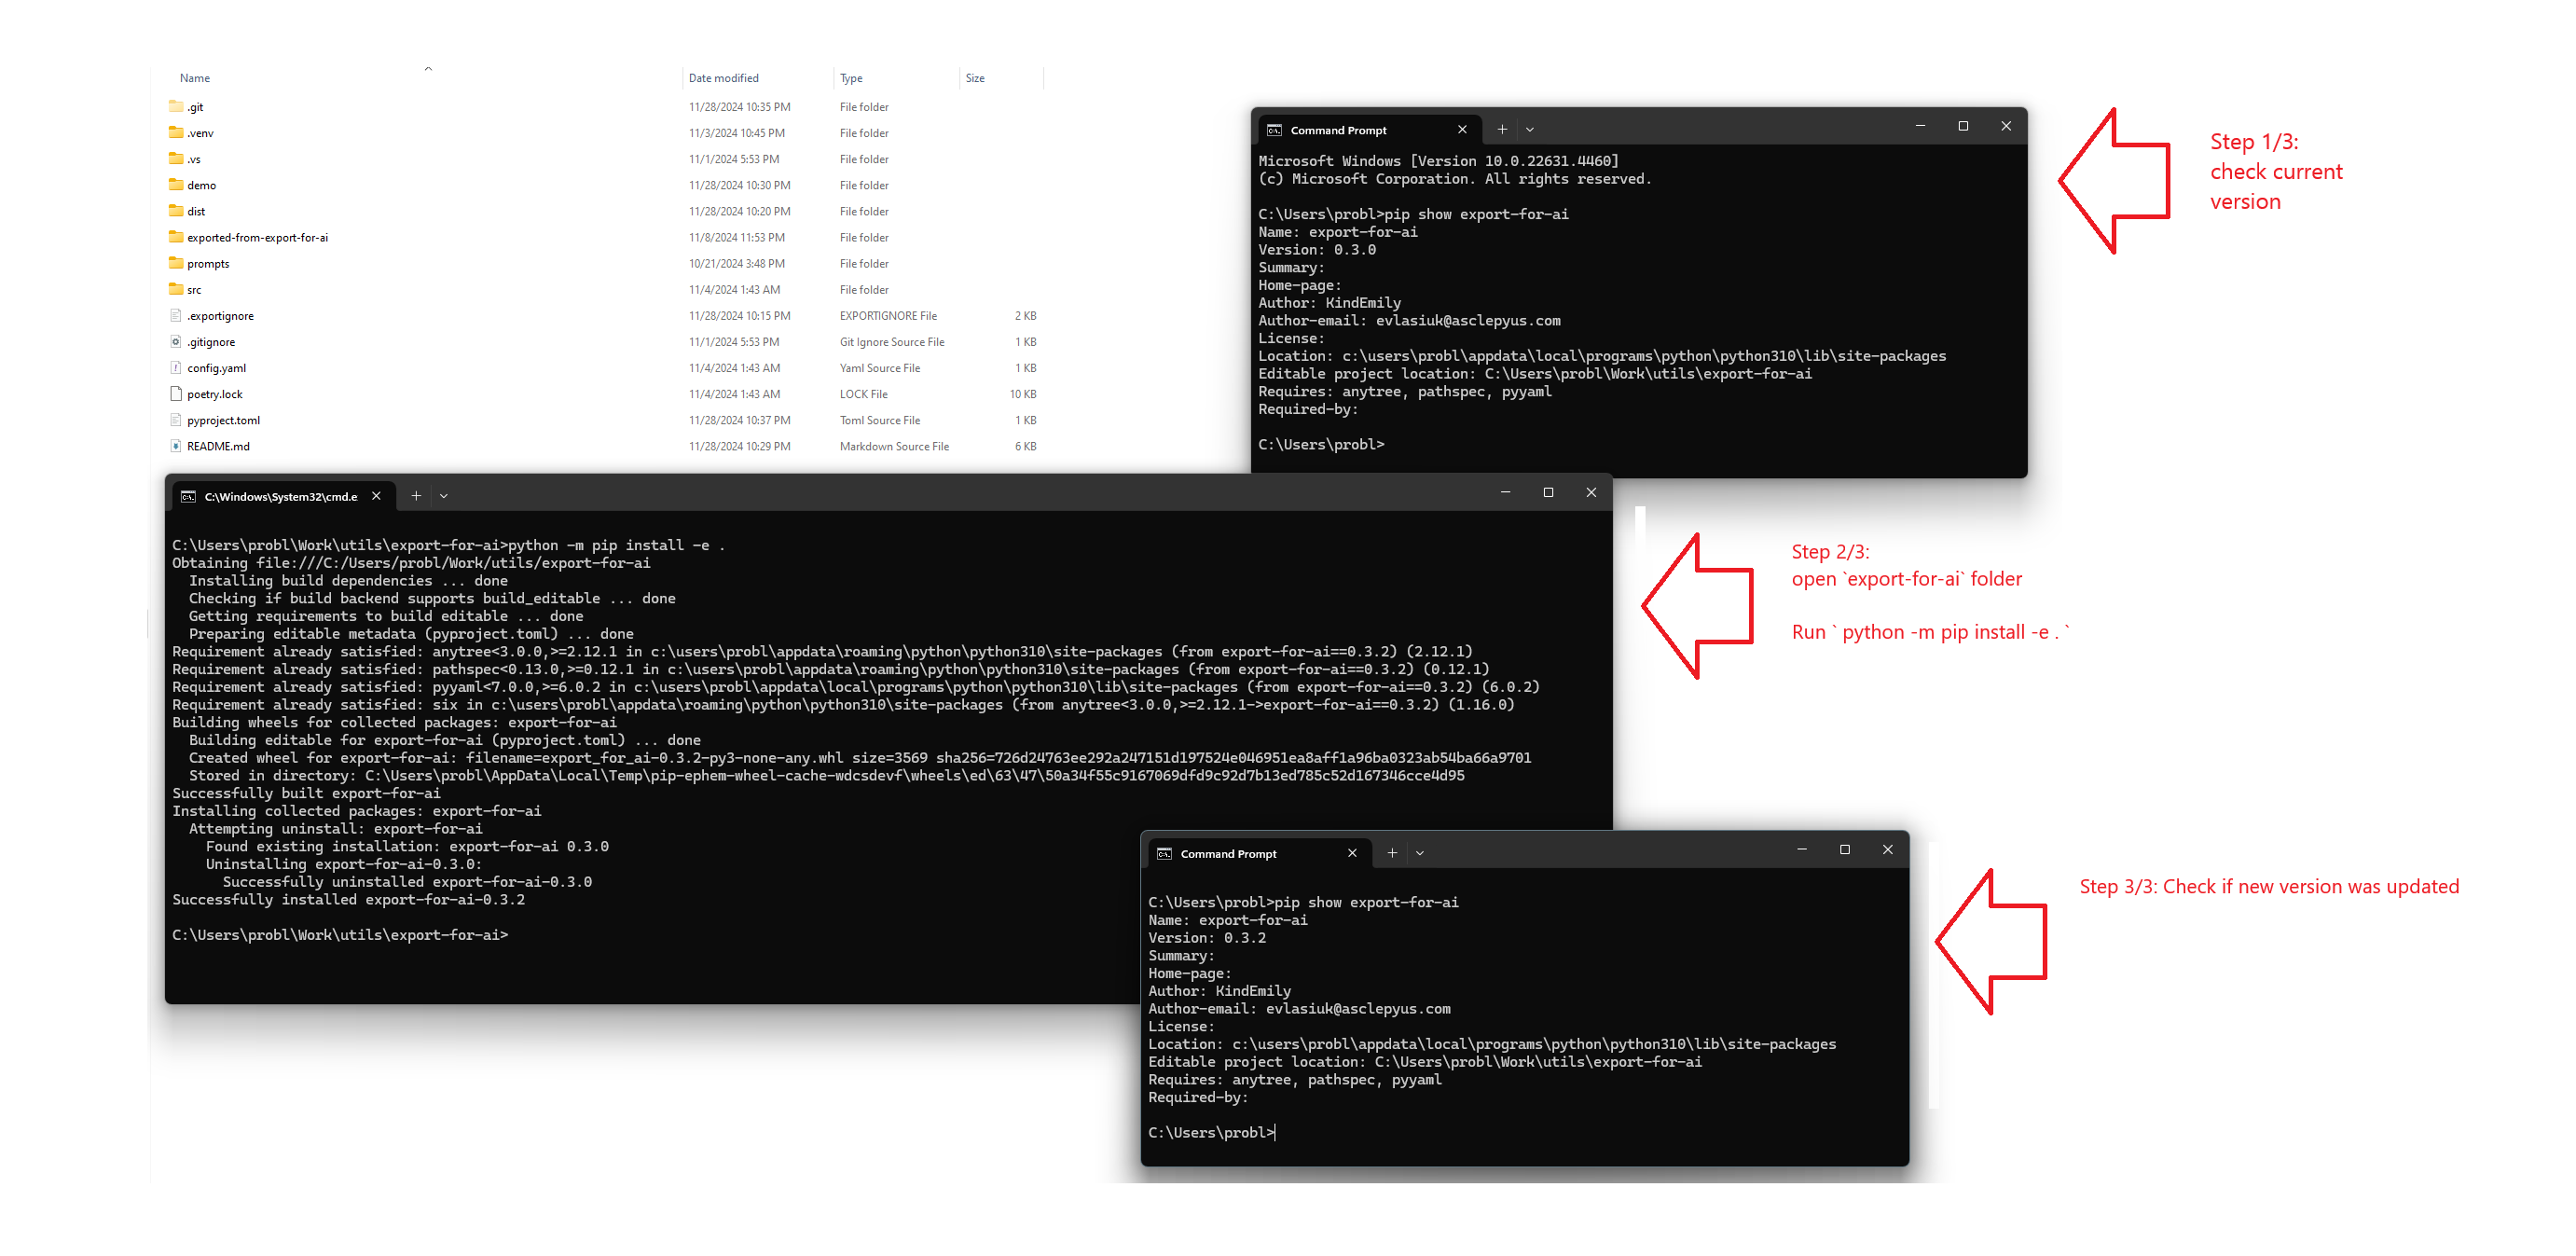 Name Date modified Type Size
.git 11/28/2024 10:35 PM File folder
.venv 11/3/2024 10:45 PM File folder
.vs 11/1/2024 5:53 PM File folder
demo 11/28/2024 10:30 PM File folder
dist 11/28/2024 10:20 PM File folder
exported-from-export-for-ai 11/8/2024 11:53 PM File folder
prompts 10/21/2024 3:48 PM File folder
src 11/4/2024 1:43 AM File folder
.exportignore 11/28/2024 10:15 PM EXPORTIGNORE File 2 KB
.gitignore 11/1/2024 5:53 PM Git Ignore Source File 1 KB
config.yaml 11/4/2024 1:43 AM Yaml Source File 1 KB
poetry.lock 11/4/2024 1:43 AM LOCK File 10 KB
pyproject.toml 11/28/2024 10:37 PM Toml Source File 1 KB
README.md 11/28/2024 10:29 PM Markdown Source File 6 KB
Command Prompt
Microsoft Windows [Version 10.0.22631.4460]
(c) Microsoft Corporation. All rights reserved.
C:\Users\probl>pip show export-for-ai
Name: export-for-ai
Version: 0.3.0
Summary:
Home-page:
Author: KindEmily
Author-email: evlasiuk@asclepyus.com
License:
Location: c:\users\probl\appdata\local\programs\python\python310\lib\site-packages
Editable project location: C:\Users\probl\Work\utils\export-for-ai
Requires: anytree, pathspec, pyyaml
Required-by:
C:\Users\probl>
Step 1/3:
check current
version
C:\Windows\System32\cmd.e
C:\Users\probl\Work\utils\export-for-ai>python -m pip install -e .
Obtaining file:///C:/Users/probl/Work/utils/export-for-ai
Installing build dependencies ... done
Checking if build backend supports build_editable ... done
Getting requirements to build editable ... done
Preparing editable metadata (pyproject.toml) ... done
Requirement already satisfied: anytree<3.0.0,>=2.12.1 in c:\users\probl\appdata\roaming\python\python310\site-packages (from export-for-ai==0.3.2) (2.12.1)
Requirement already satisfied: pathspec<0.13.0,>=0.12.1 in c:\users\probl\appdata\roaming\python\python310\site-packages (from export-for-ai==0.3.2) (0.12.1)
Requirement already satisfied: pyyaml<7.0.0,>=6.0.2 in c:\users\probl\appdata\local\programs\python\python310\lib\site-packages (from export-for-ai==0.3.2) (6.0.2)
Requirement already satisfied: six in c:\users\probl\appdata\roaming\python\python310\site-packages (from anytree<3.0.0,>=2.12.1->export-for-ai==0.3.2) (1.16.0)
Building wheels for collected packages: export-for-ai
Building editable for export-for-ai (pyproject.toml) ... done
Created wheel for export-for-ai: filename=export_for_ai-0.3.2-py3-none-any.whl size=3569 sha256=726d24763ee292a247151d197524e046951ea8aff1a96ba0323ab54ba66a9701
Stored in directory: C:\Users\probl\AppData\Local\Temp\pip-ephem-wheel-cache-wdcsdevf\wheels\ed\63\47\50a34f55c9167069dfd9c92d7b13ed785c52d167346cce4d95
Successfully built export-for-ai
Installing collected packages: export-for-ai
Attempting uninstall: export-for-ai
Found existing installation: export-for-ai 0.3.0
Uninstalling export-for-ai-0.3.0:
Successfully uninstalled export-for-ai-0.3.0
Successfully installed export-for-ai-0.3.2
C:\Users\probl\Work\utils\export-for-ai>
Step 2/3:
open `export-for-ai` folder
Run ` python -m pip install -e . `
Command Prompt
C:\Users\probl>pip show export-for-ai
Name: export-for-ai
Version: 0.3.2
Summary:
Home-page:
Author: KindEmily
Author-email: evlasiuk@asclepyus.com
License:
Location: c:\users\probl\appdata\local\programs\python\python310\lib\site-packages
Editable project location: C:\Users\probl\Work\utils\export-for-ai
Requires: anytree, pathspec, pyyaml
Required-by:
C:\Users\probl>
Step 3/3: Check if new version was updated